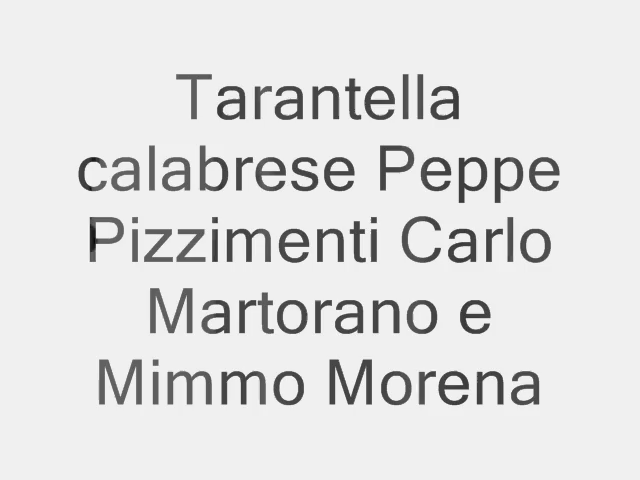 Tarantella
calabrese Peppe
Pizzimenti Carlo
Martorano e
Mimmo Morena